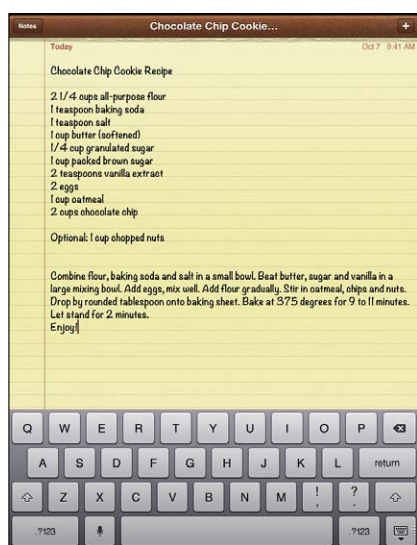 Notes
Chocolate Chip Cookie...
+
Today
Oct 7 9:41 AM
Chocolate Chip Cookie Recipe
2 1/4 cups all-purpose flour
1 teaspoon baking soda
1 teaspoon salt
1 cup butter (softened)
1/4 cup granulated sugar
1 cup packed brown sugar
2 teaspoons vanilla extract
2 eggs
1 cup oatmeal
2 cups chocolate chip
Optional: 1 cup chopped nuts
Combine flour, baking soda and salt in a small bowl. Beat butter, sugar and vanilla in a
large mixing bowl. Add eggs, mix well. Add flour gradually. Stir in oatmeal, chips and nuts.
Drop by rounded tablespoon onto baking sheet. Bake at 375 degrees for 9 to 11 minutes.
Let stand for 2 minutes.
Enjoy!
Q W E R T Y U I O P
A S D F G H J K L return
Z X C V B N M ! , ? .
.?123 .?123